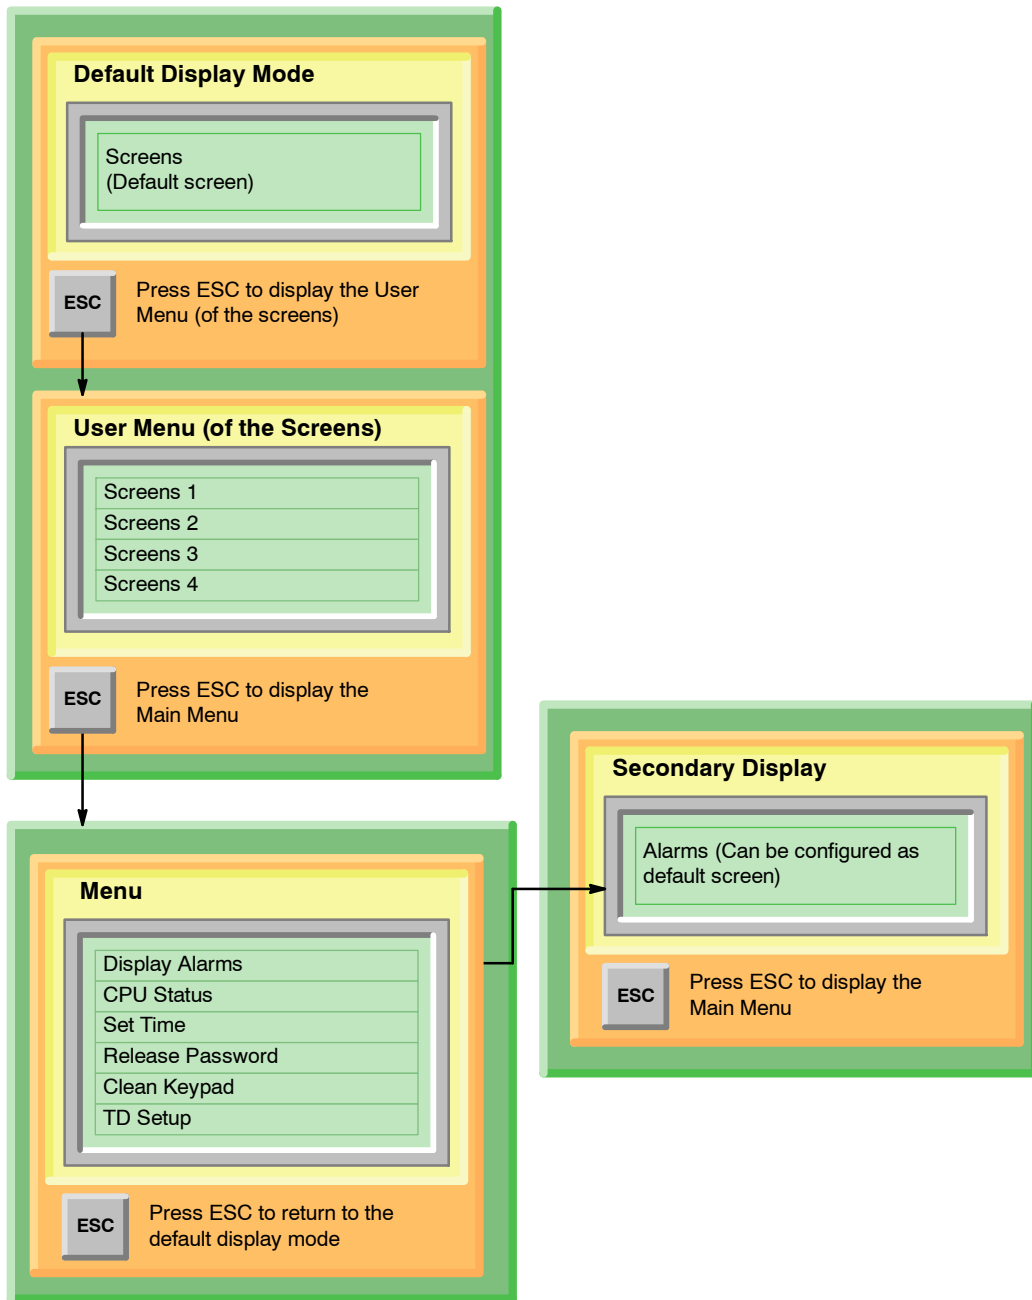 Default Display Mode
Screens
(Default screen)
ESC
Press ESC to display the User
Menu (of the screens)
User Menu (of the Screens)
Screens 1
Screens 2
Screens 3
Screens 4
ESC
Press ESC to display the
Main Menu
Menu
Display Alarms
CPU Status
Set Time
Release Password
Clean Keypad
TD Setup
ESC
Press ESC to return to the
default display mode
Secondary Display
Alarms (Can be configured as
default screen)
ESC
Press ESC to display the
Main Menu